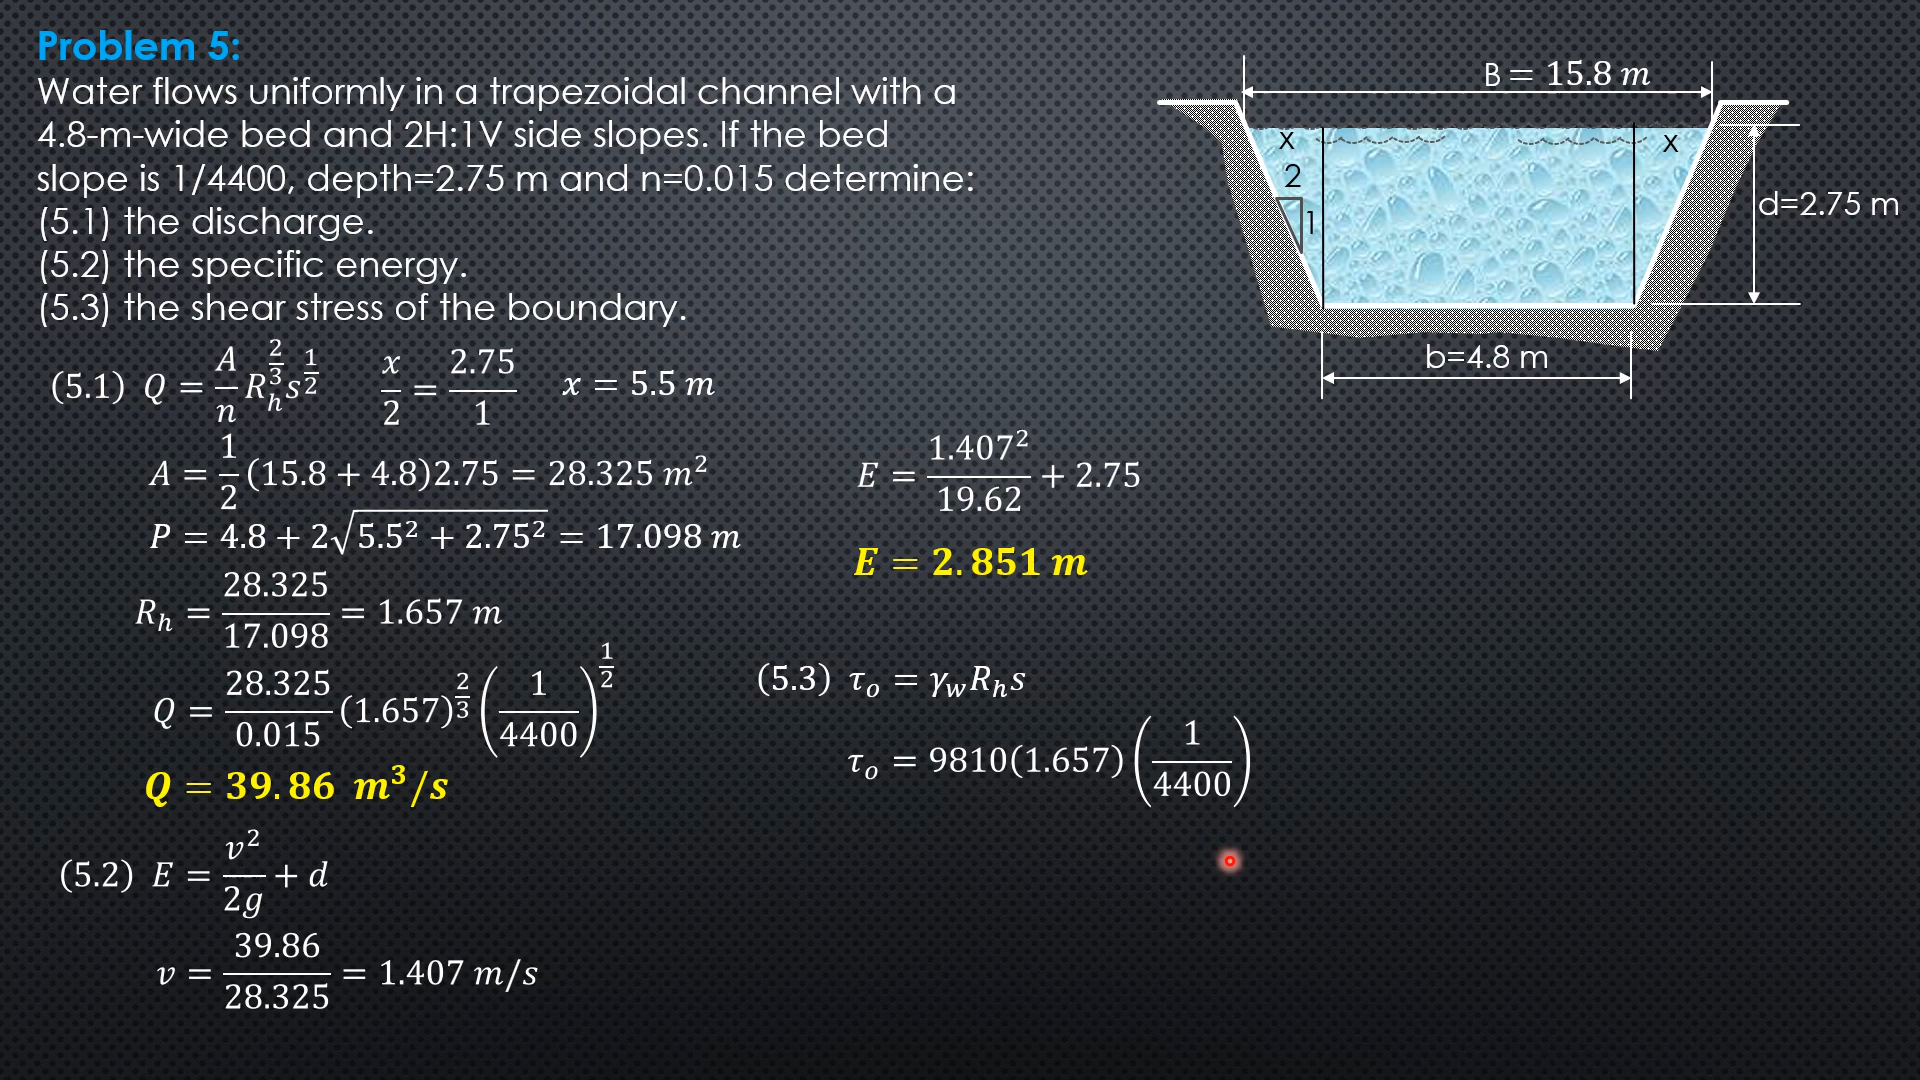 Problem 5:
Water flows uniformly in a trapezoidal channel with a
4.8-m-wide bed and 2H:1V side slopes. If the bed
slope is 1/4400, depth=2.75 m and n=0.015 determine:
(5.1) the discharge.
(5.2) the specific energy.
(5.3) the shear stress of the boundary.
B = 15.8 m
x
x
2
1
d=2.75 m
b=4.8 m
(5.1) Q = A/n R_h^(2/3) s^(1/2)   x/2 = 2.75/1   x = 5.5 m
A = 1/2 (15.8 + 4.8)2.75 = 28.325 m²
P = 4.8 + 2√(5.5² + 2.75²) = 17.098 m
R_h = 28.325/17.098 = 1.657 m
Q = 28.325/0.015 (1.657)^(2/3) (1/4400)^(1/2)
Q = 39.86 m³/s
(5.2) E = v²/2g + d
v = 39.86/28.325 = 1.407 m/s
E = 1.407²/19.62 + 2.75
E = 2.851 m
(5.3) τ_o = γ_w R_h s
τ_o = 9810(1.657)(1/4400)